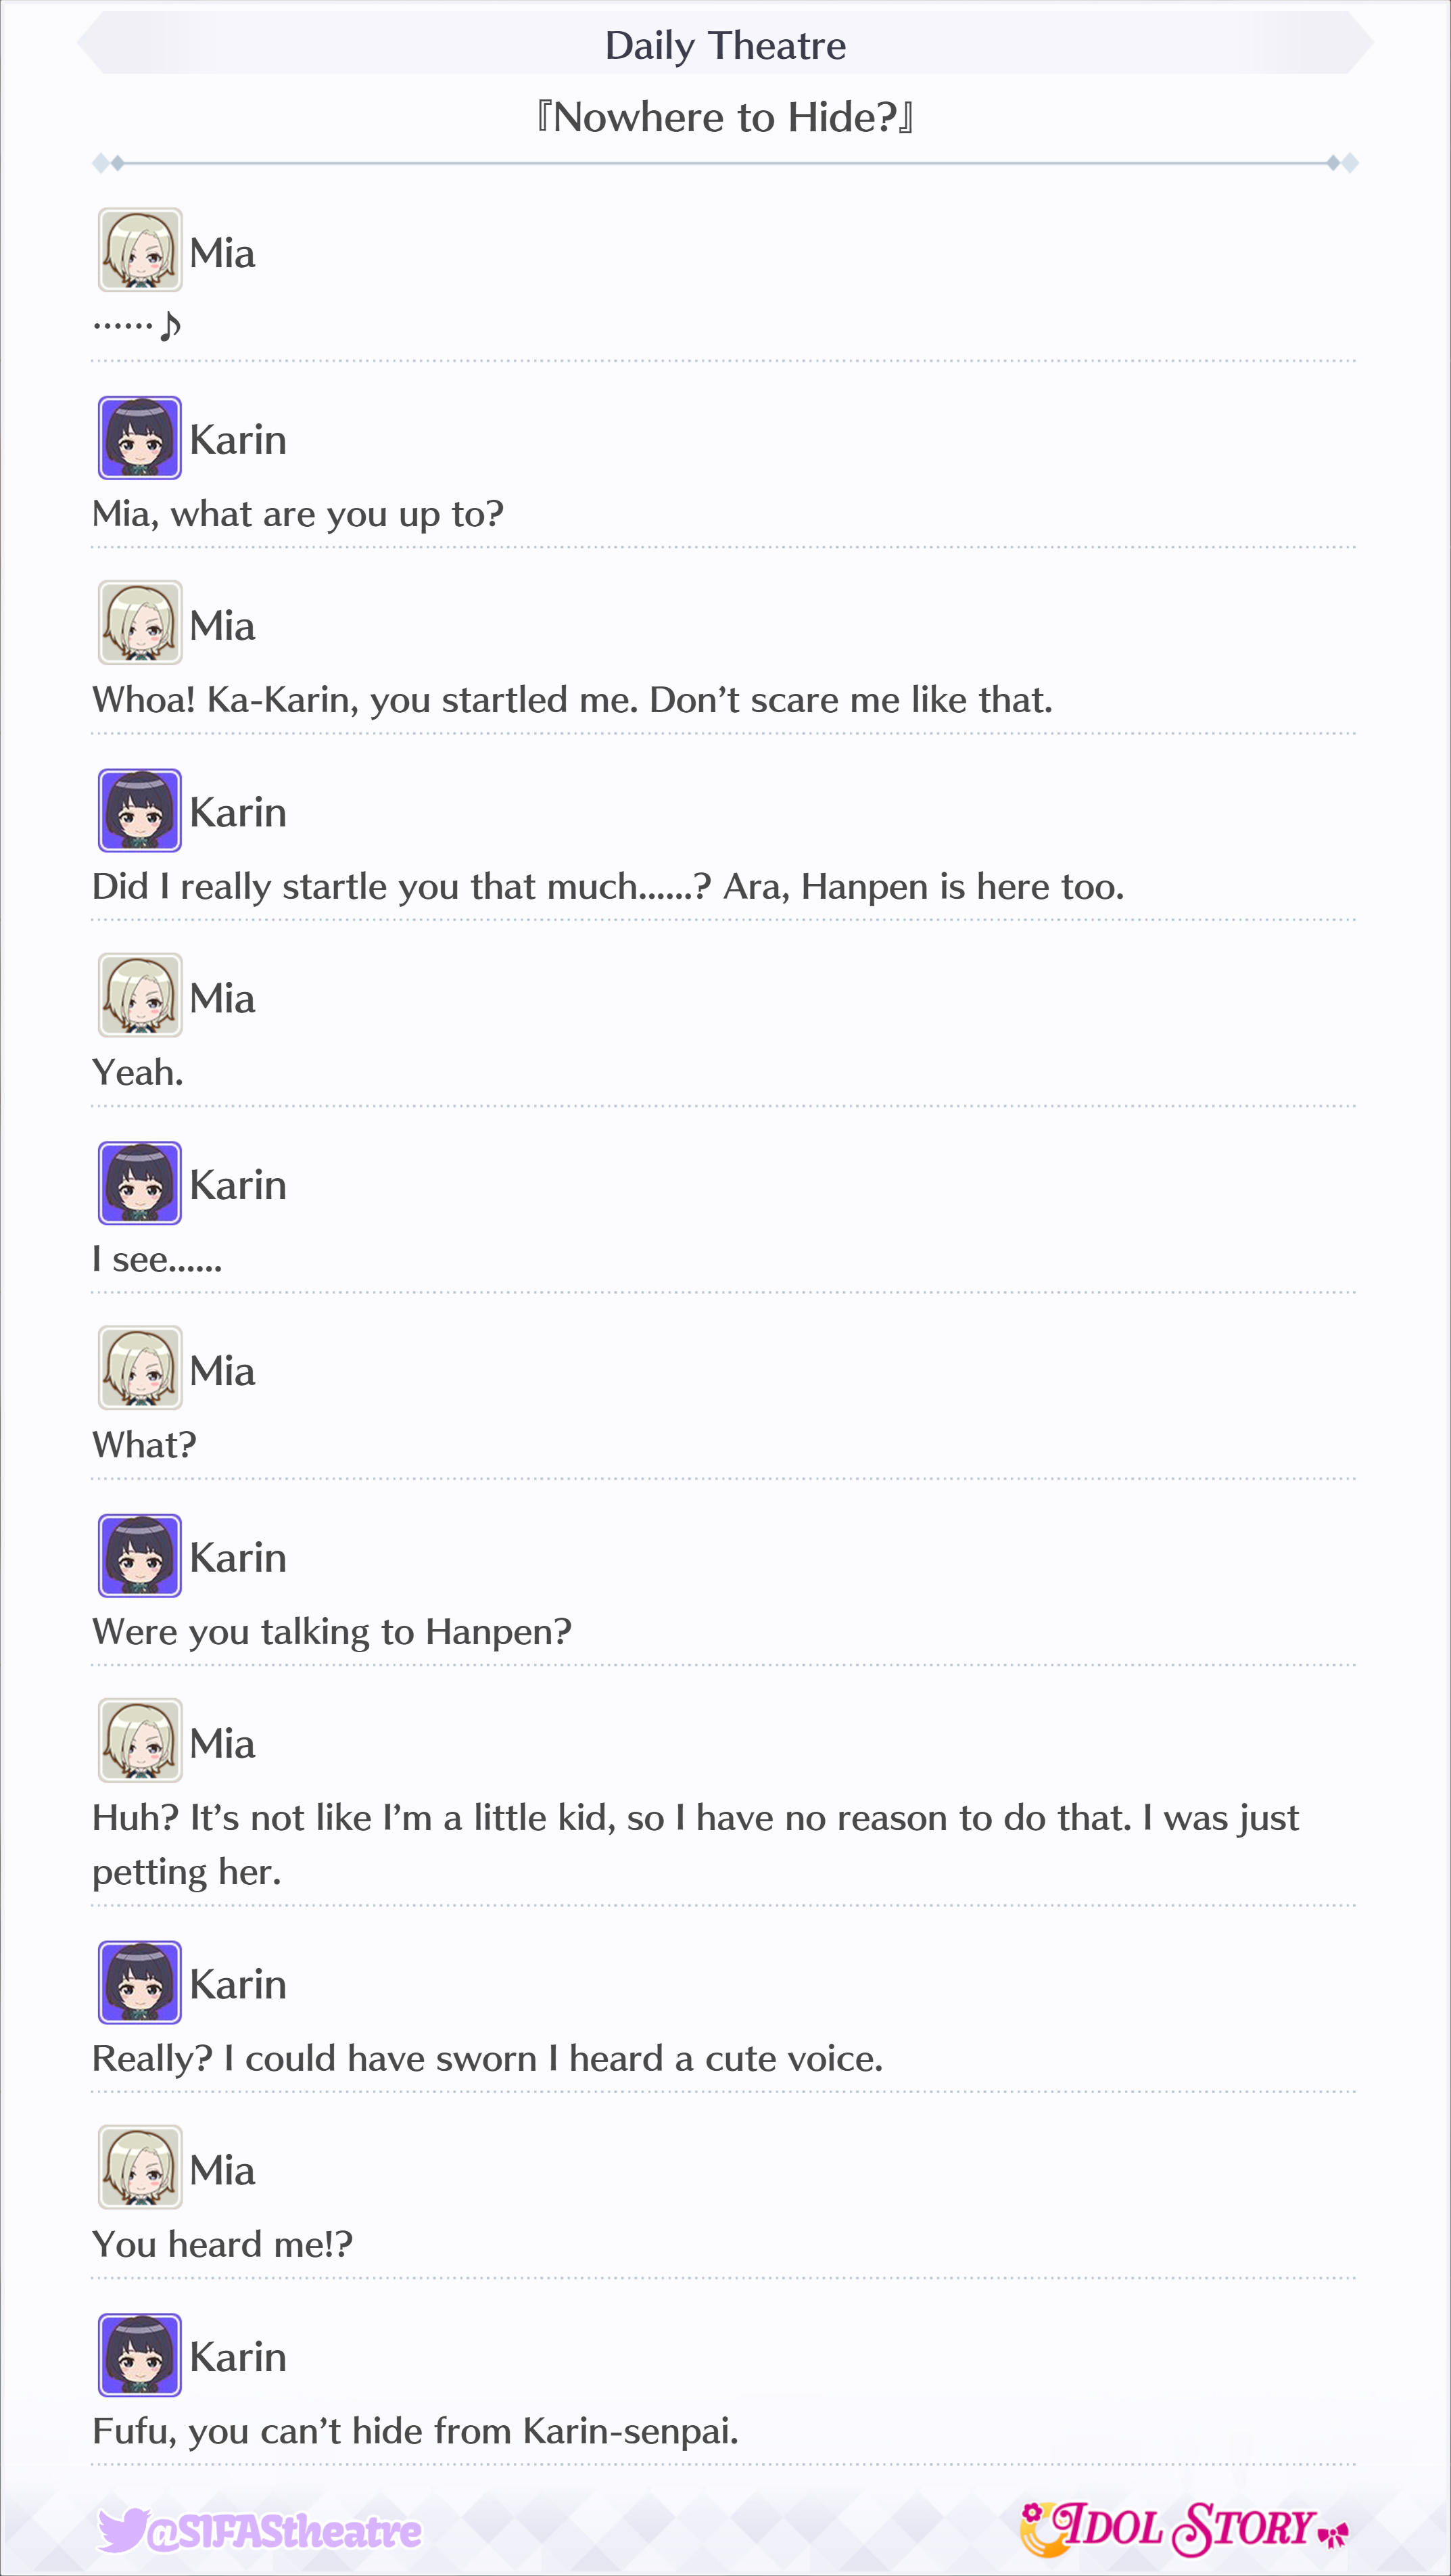 Daily Theatre
『Nowhere to Hide?』
Mia
……♪
Karin
Mia, what are you up to?
Mia
Whoa! Ka-Karin, you startled me. Don’t scare me like that.
Karin
Did I really startle you that much......? Ara, Hanpen is here too.
Mia
Yeah.
Karin
I see......
Mia
What?
Karin
Were you talking to Hanpen?
Mia
Huh? It’s not like I’m a little kid, so I have no reason to do that. I was just
petting her.
Karin
Really? I could have sworn I heard a cute voice.
Mia
You heard me!?
Karin
Fufu, you can’t hide from Karin-senpai.
@SIFAStheatre
IDOL STORY